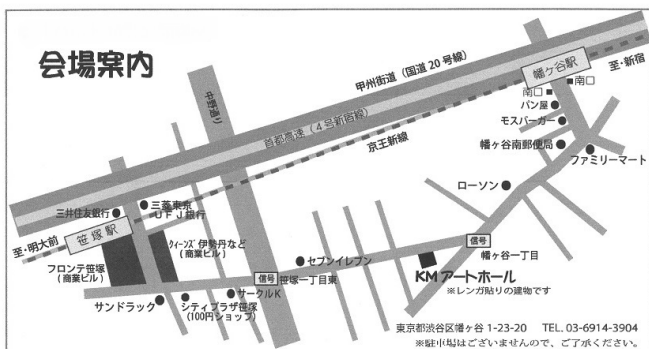 会場案内
甲州街道（国道20号線）
幡ヶ谷駅
至・新宿
中野通り
首都高速（4号新宿線）
京王新線
南口
南口
パン屋
モスバーガー
幡ヶ谷南郵便局
ファミリーマート
ローソン
三井住友銀行
三菱東京
ＵＦＪ銀行
至・明大前
笹塚駅
クィーンズ 伊勢丹など
(商業ビル)
フロンテ笹塚
(商業ビル)
セブンイレブン
信号
幡ヶ谷一丁目
信号
笹塚一丁目東
KMアートホール
※レンガ貼りの建物です
サンドラック
シティプラザ笹塚
(100円ショップ)
サークルK
東京都渋谷区幡ヶ谷 1-23-20 TEL. 03-6914-3904
※駐車場はございませんので、ご了承ください。